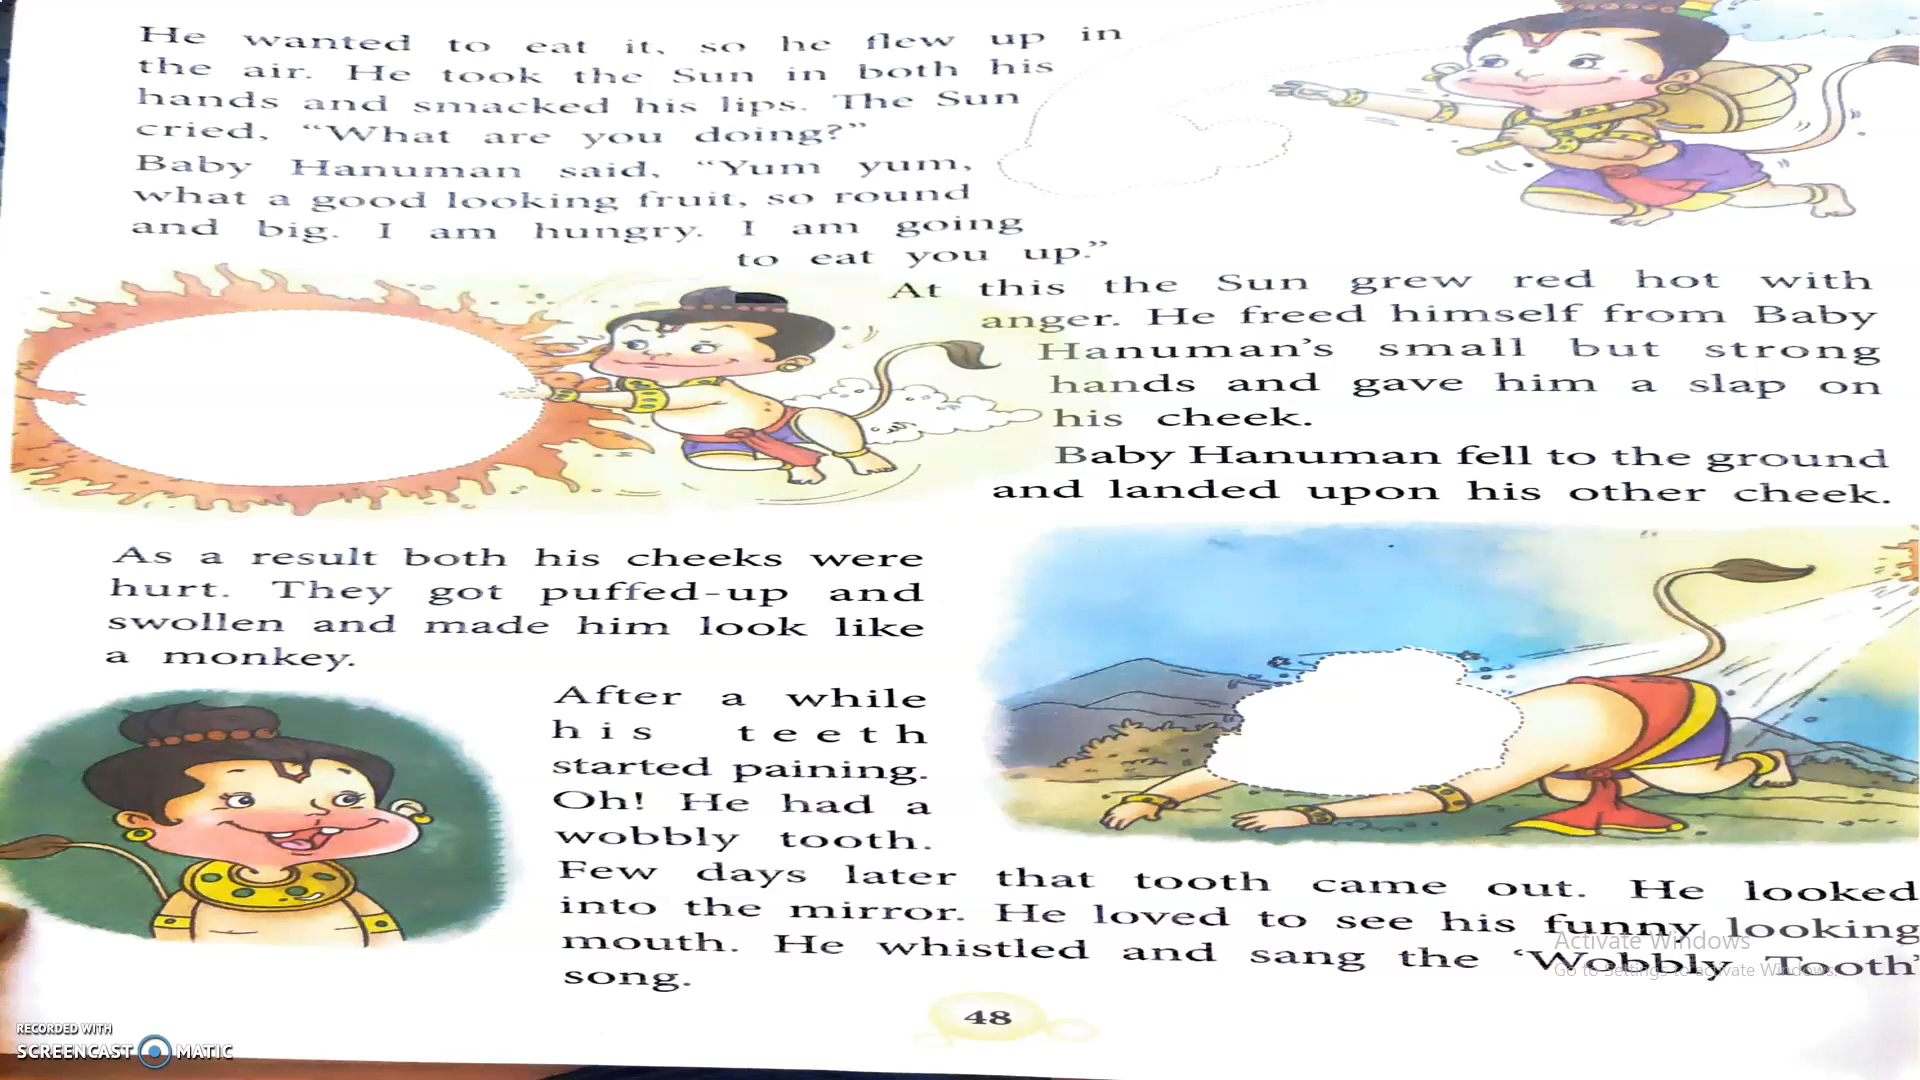 He wanted to eat it, so he flew up in
the air. He took the Sun in both his
hands and smacked his lips. The Sun
cried, “What are you doing?”
Baby Hanuman said, “Yum yum,
what a good looking fruit, so round
and big. I am hungry. I am going
to eat you up.”
At this the Sun grew red hot with
anger. He freed himself from Baby
Hanuman’s small but strong
hands and gave him a slap on
his cheek.
Baby Hanuman fell to the ground
and landed upon his other cheek.
As a result both his cheeks were
hurt. They got puffed-up and
swollen and made him look like
a monkey.
After a while
his teeth
started paining.
Oh! He had a
wobbly tooth.
Few days later that tooth came out. He looked
into the mirror. He loved to see his funny looking
mouth. He whistled and sang the ‘Wobbly Tooth’
song.
48
Activate Windows
Go to Settings to activate Windows.
RECORDED WITH
SCREENCAST MATIC